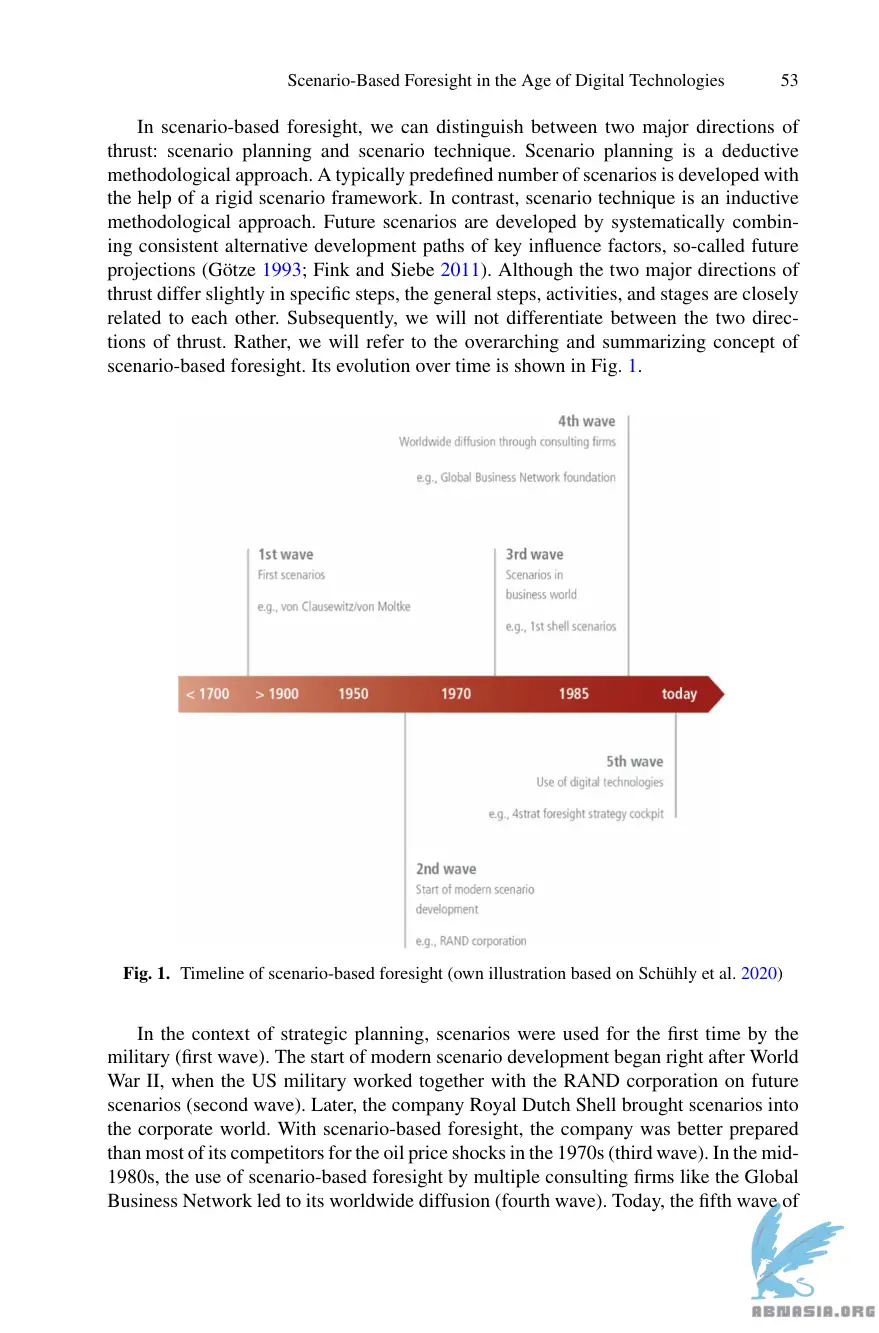 Scenario-Based Foresight in the Age of Digital Technologies 53
In scenario-based foresight, we can distinguish between two major directions of
thrust: scenario planning and scenario technique. Scenario planning is a deductive
methodological approach. A typically predefined number of scenarios is developed with
the help of a rigid scenario framework. In contrast, scenario technique is an inductive
methodological approach. Future scenarios are developed by systematically combin-
ing consistent alternative development paths of key influence factors, so-called future
projections (Götze 1993; Fink and Siebe 2011). Although the two major directions of
thrust differ slightly in specific steps, the general steps, activities, and stages are closely
related to each other. Subsequently, we will not differentiate between the two direc-
tions of thrust. Rather, we will refer to the overarching and summarizing concept of
scenario-based foresight. Its evolution over time is shown in Fig. 1.
4th wave
Worldwide diffusion through consulting firms
e.g., Global Business Network foundation
1st wave
First scenarios
e.g., von Clausewitz/von Moltke
3rd wave
Scenarios in
business world
e.g., 1st shell scenarios
< 1700 > 1900 1950 1970 1985 today
5th wave
Use of digital technologies
e.g., 4strat foresight strategy cockpit
2nd wave
Start of modern scenario
development
e.g., RAND corporation
Fig. 1. Timeline of scenario-based foresight (own illustration based on Schühly et al. 2020)
In the context of strategic planning, scenarios were used for the first time by the
military (first wave). The start of modern scenario development began right after World
War II, when the US military worked together with the RAND corporation on future
scenarios (second wave). Later, the company Royal Dutch Shell brought scenarios into
the corporate world. With scenario-based foresight, the company was better prepared
than most of its competitors for the oil price shocks in the 1970s (third wave). In the mid-
1980s, the use of scenario-based foresight by multiple consulting firms like the Global
Business Network led to its worldwide diffusion (fourth wave). Today, the fifth wave of
ABNASIA.ORG